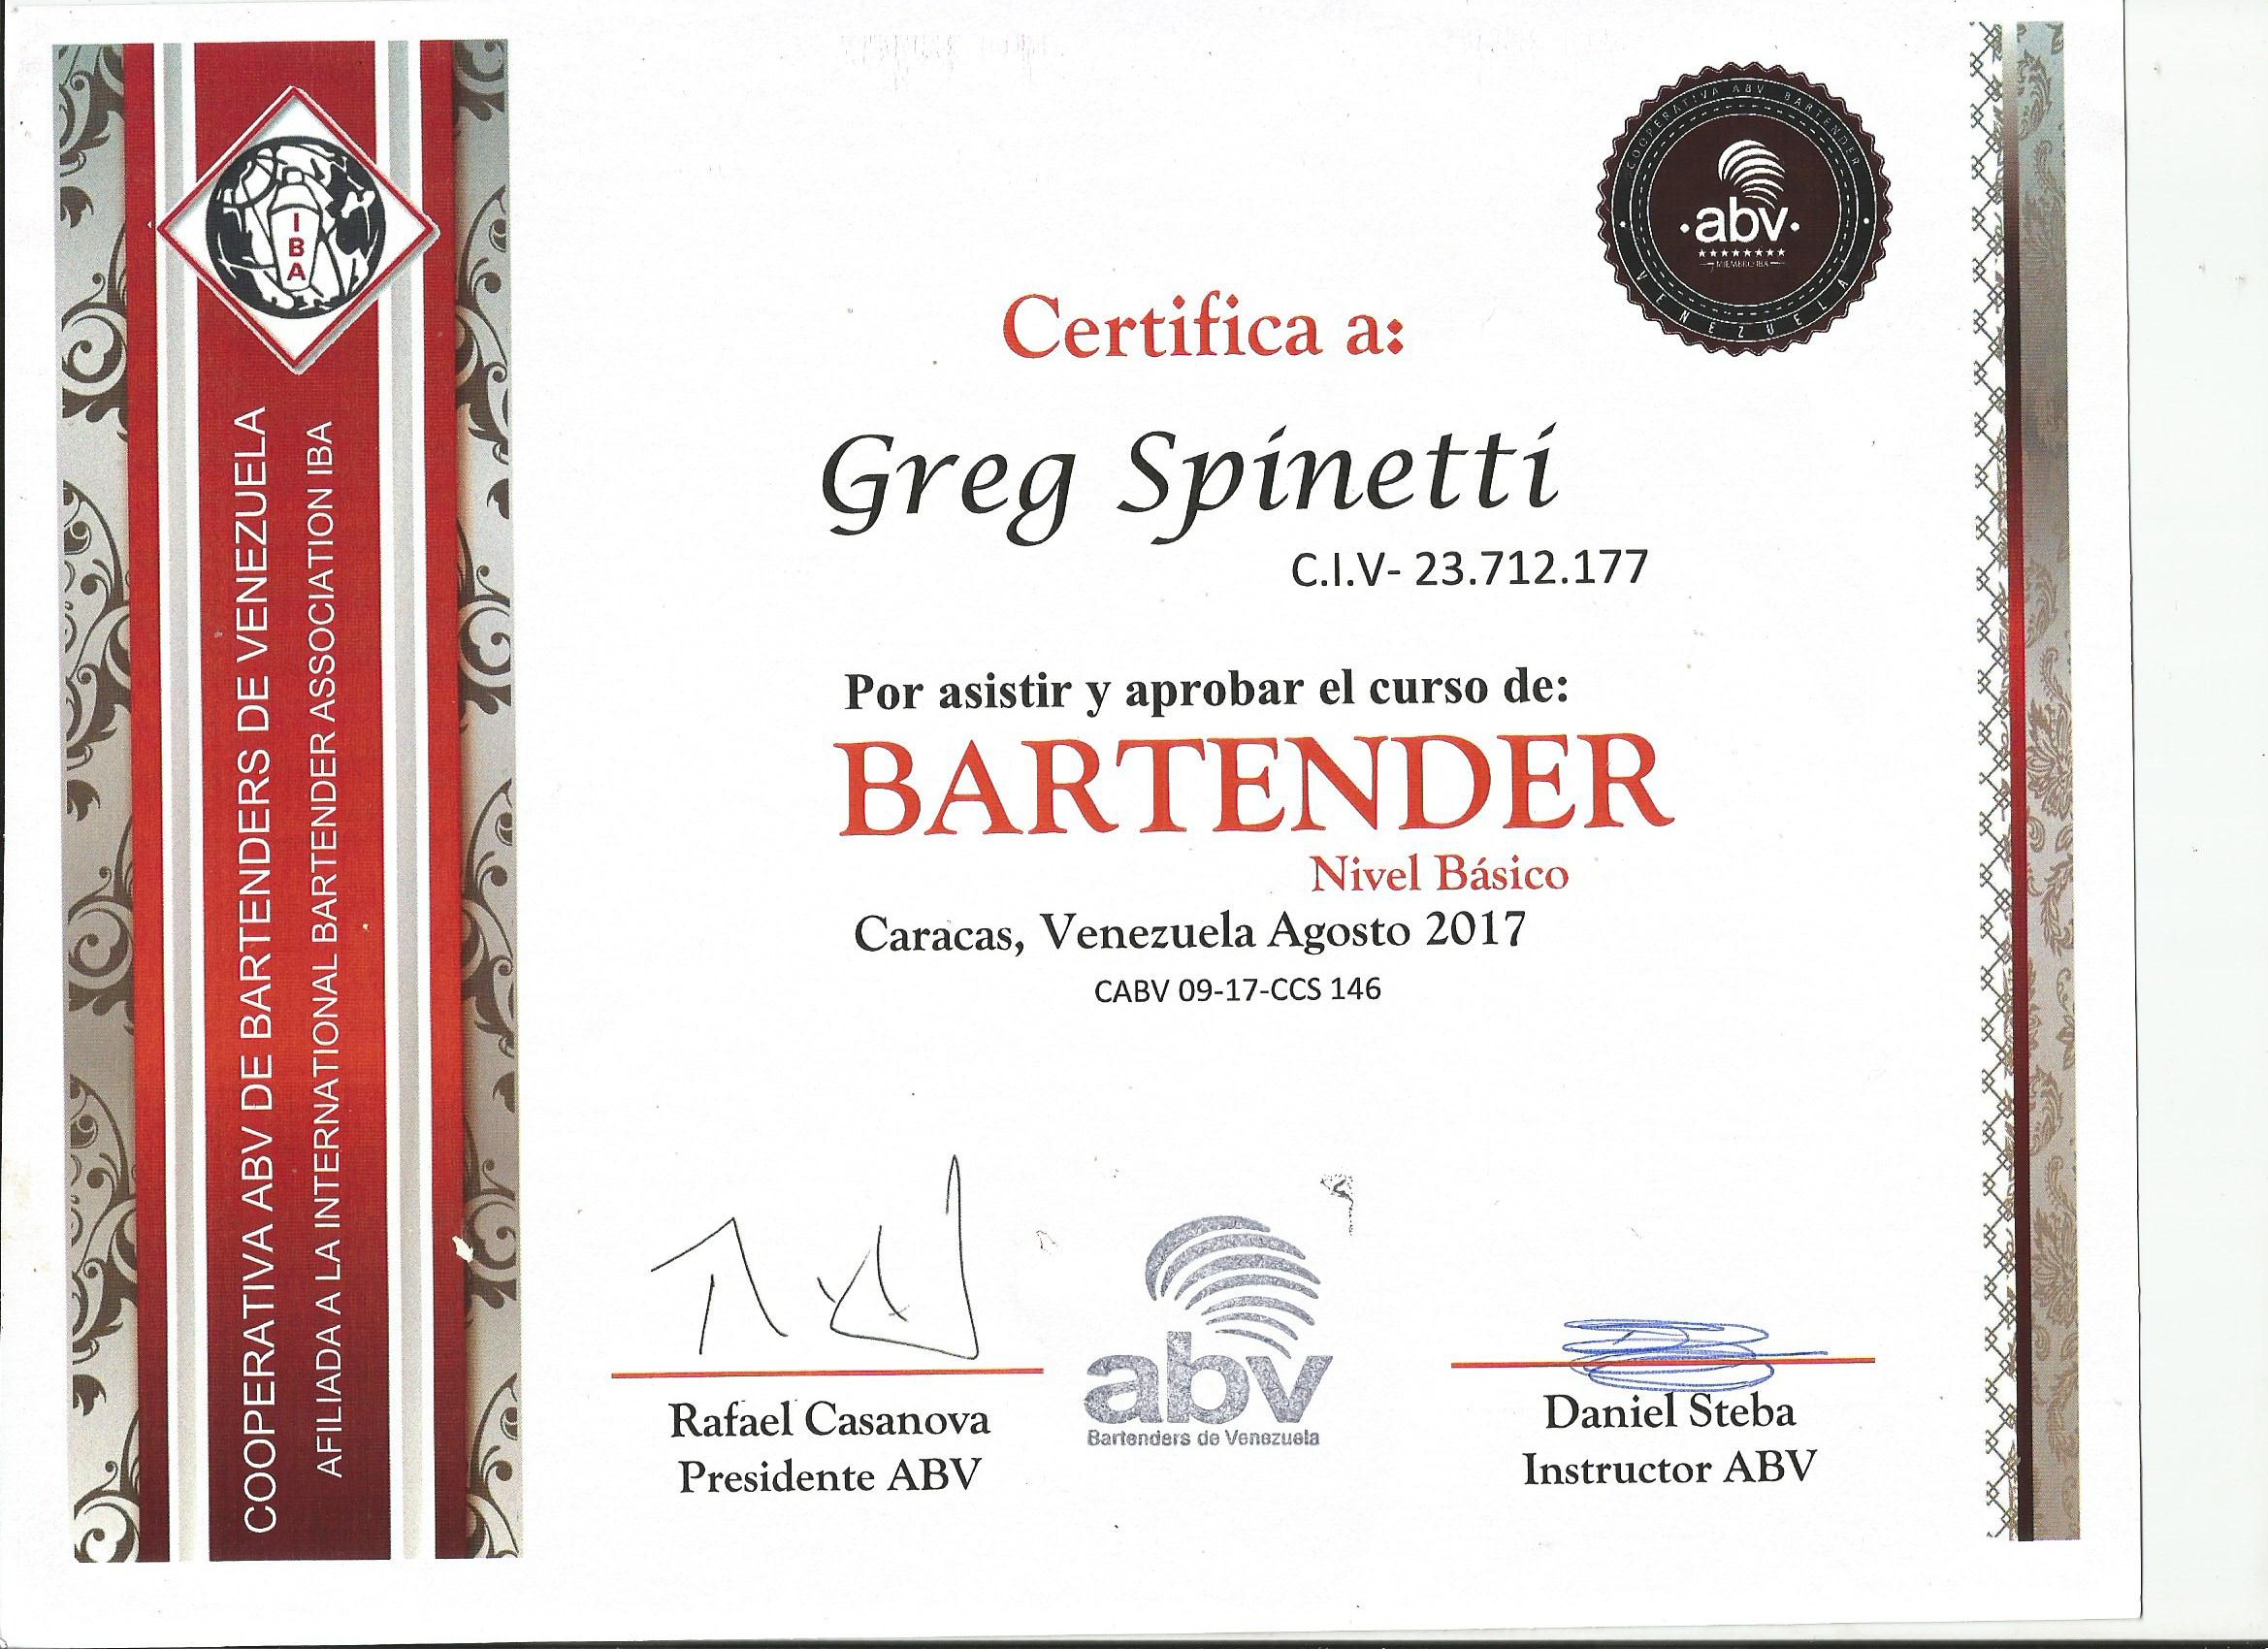 COOPERATIVA ABV DE BARTENDERS DE VENEZUELA
AFILIADA A LA INTERNATIONAL BARTENDER ASSOCIATION IBA
IBA
COOPERATIVA ABV BARTENDER
abv
MIEMBRO IBA
VENEZUELA
Certifica a:
Greg Spinetti
C.I.V- 23.712.177
Por asistir y aprobar el curso de:
BARTENDER
Nivel Básico
Caracas, Venezuela Agosto 2017
CABV 09-17-CCS 146
abv
Bartenders de Venezuela
Rafael Casanova
Presidente ABV
Daniel Steba
Instructor ABV